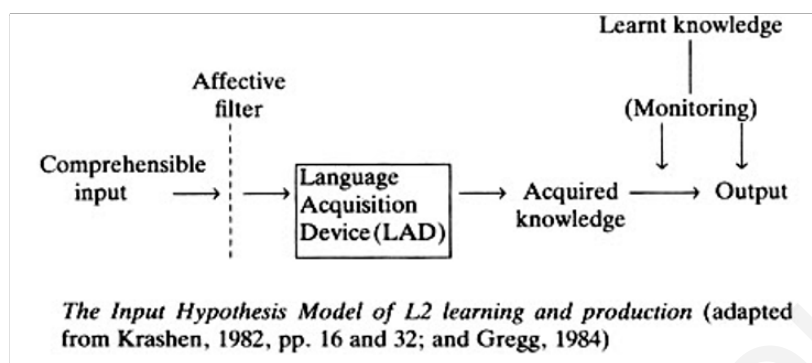 Learnt knowledge
Affective
filter
(Monitoring)
Comprehensible
input
Language
Acquisition
Device (LAD)
Acquired
knowledge
Output
The Input Hypothesis Model of L2 learning and production (adapted
from Krashen, 1982, pp. 16 and 32; and Gregg, 1984)